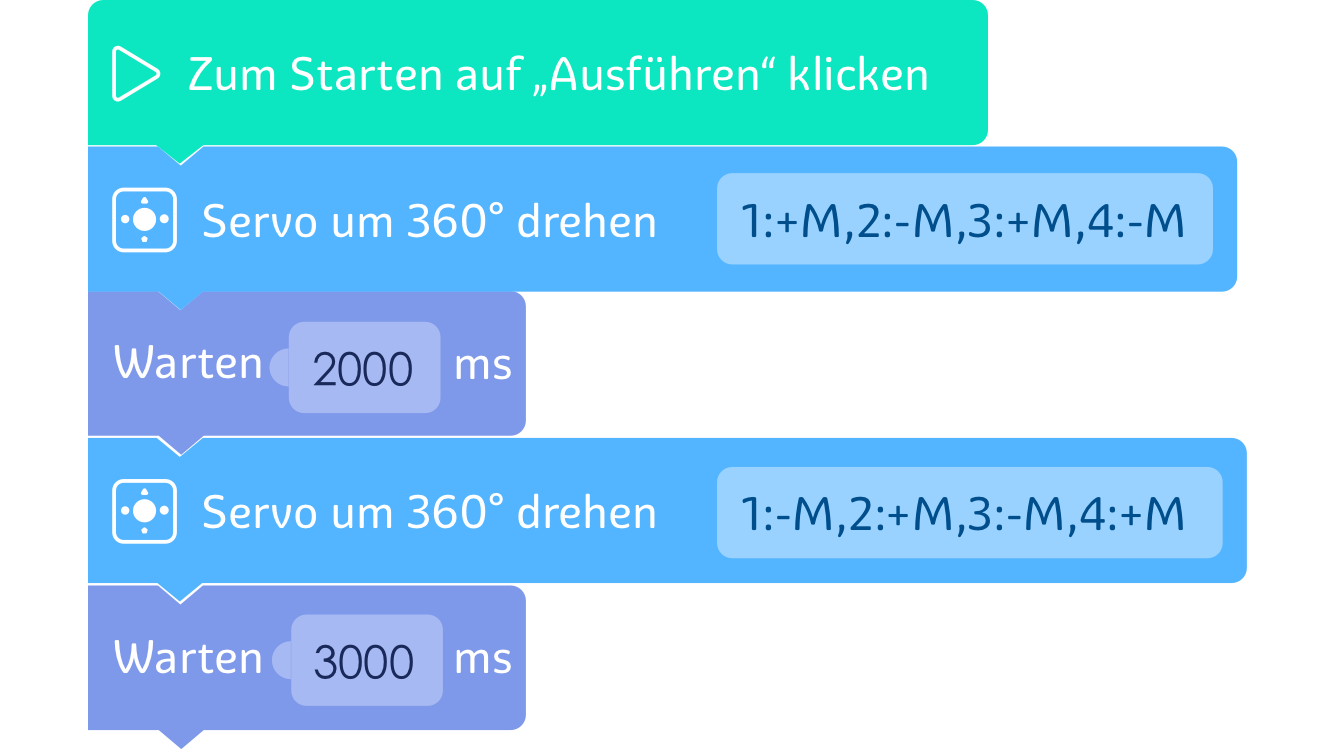 Zum Starten auf „Ausführen“ klicken
Servo um 360° drehen 1:+M,2:-M,3:+M,4:-M
Warten 2000 ms
Servo um 360° drehen 1:-M,2:+M,3:-M,4:+M
Warten 3000 ms